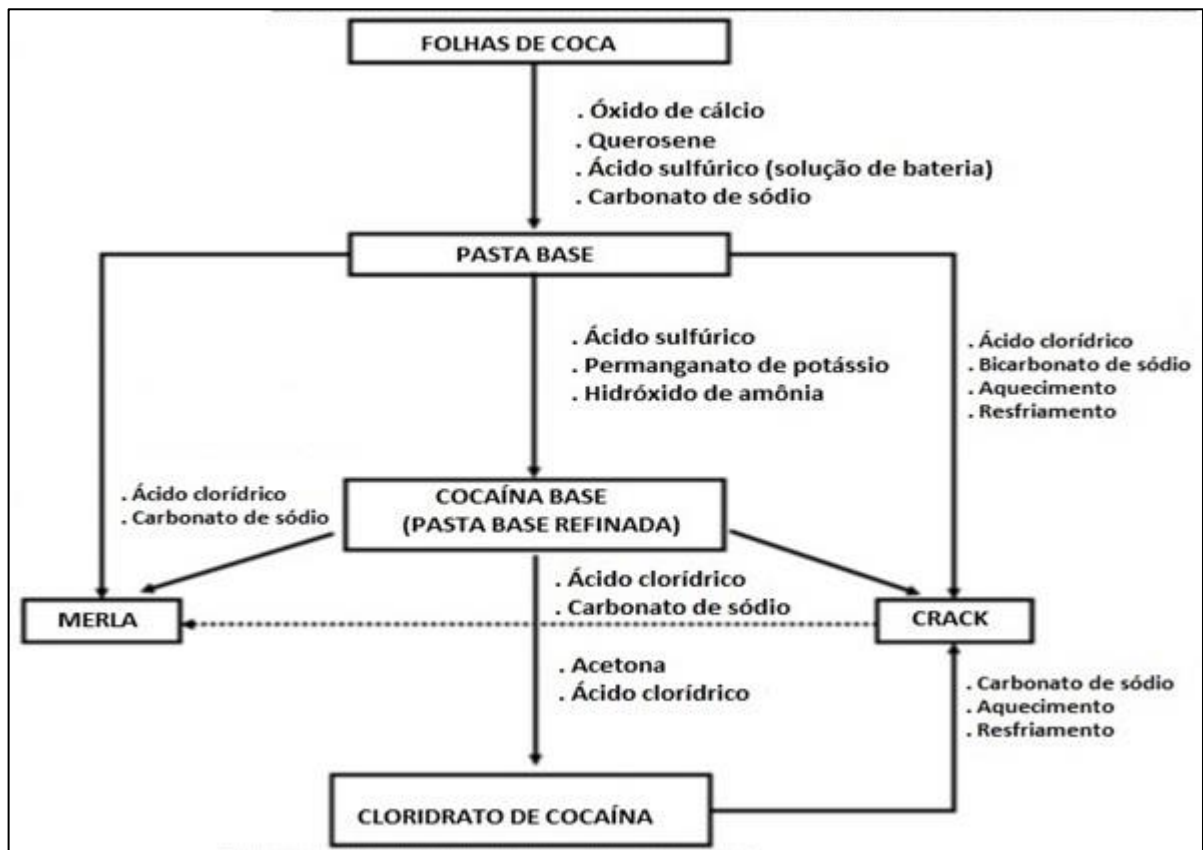 FOLHAS DE COCA
. Óxido de cálcio
. Querosene
. Ácido sulfúrico (solução de bateria)
. Carbonato de sódio
PASTA BASE
. Ácido sulfúrico
. Permanganato de potássio
. Hidróxido de amônia
. Ácido clorídrico
. Bicarbonato de sódio
. Aquecimento
. Resfriamento
. Ácido clorídrico
. Carbonato de sódio
COCAÍNA BASE
(PASTA BASE REFINADA)
. Ácido clorídrico
. Carbonato de sódio
MERLA
CRACK
. Acetona
. Ácido clorídrico
. Carbonato de sódio
. Aquecimento
. Resfriamento
CLORIDRATO DE COCAÍNA